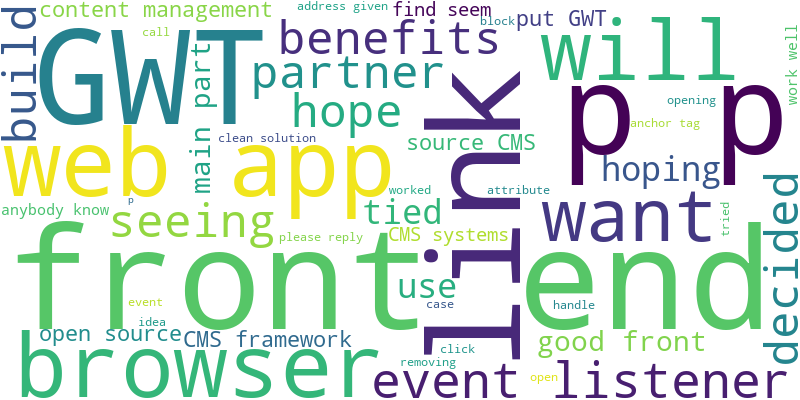 content management
address given
find seem
block
put GWT
build
GWT
call
benefits
will
work well
partner
main part
hope
link
p p
opening
anchor tag
clean solution
source CMS
web app
hoping
worked
attribute
want
p
anybody know
seeing
tied
please reply
CMS systems
tried
decided
front end
use
event
case
handle
idea
open source
CMS framework
good front
browser
click
removing
event listener
open